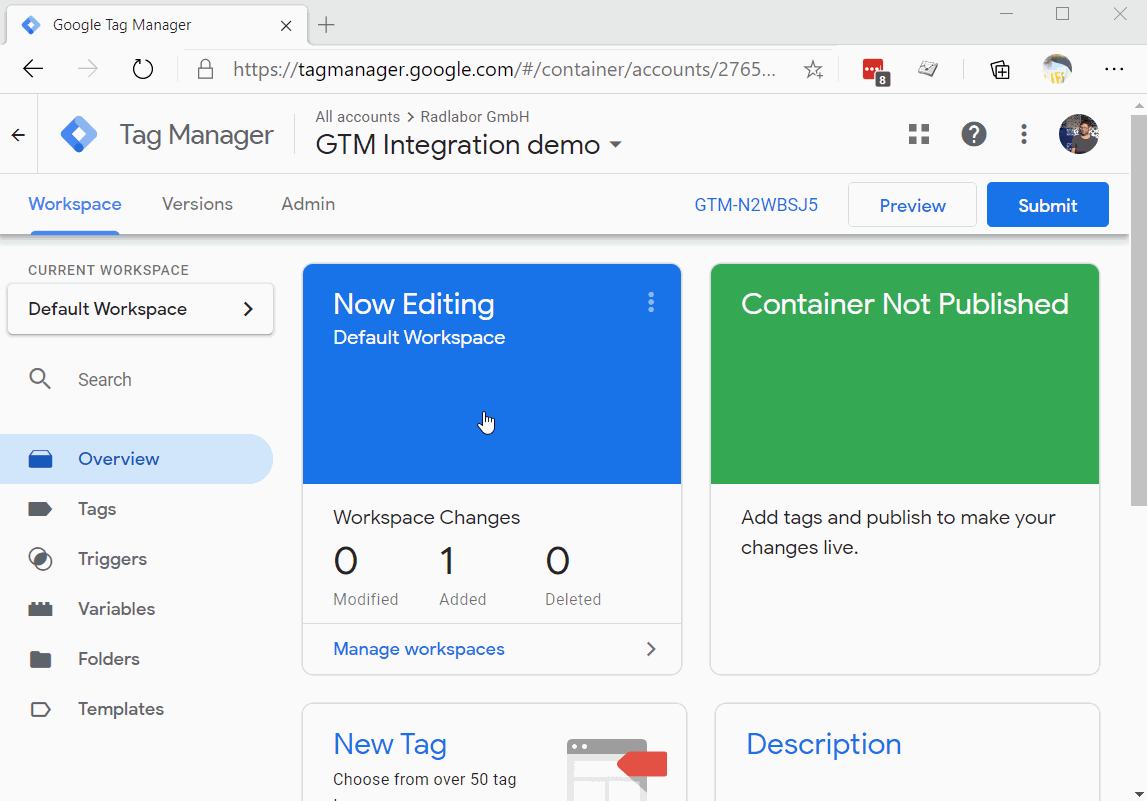 Google Tag Manager
https://tagmanager.google.com/#/container/accounts/2765...
8
Tag Manager
All accounts > Radlabor GmbH
GTM Integration demo
Workspace
Versions
Admin
GTM-N2WBSJ5
Preview
Submit
CURRENT WORKSPACE
Default Workspace
Search
Overview
Tags
Triggers
Variables
Folders
Templates
Now Editing
Default Workspace
Workspace Changes
0 1 0
Modified Added Deleted
Manage workspaces
Container Not Published
Add tags and publish to make your
changes live.
New Tag
Choose from over 50 tag
Description